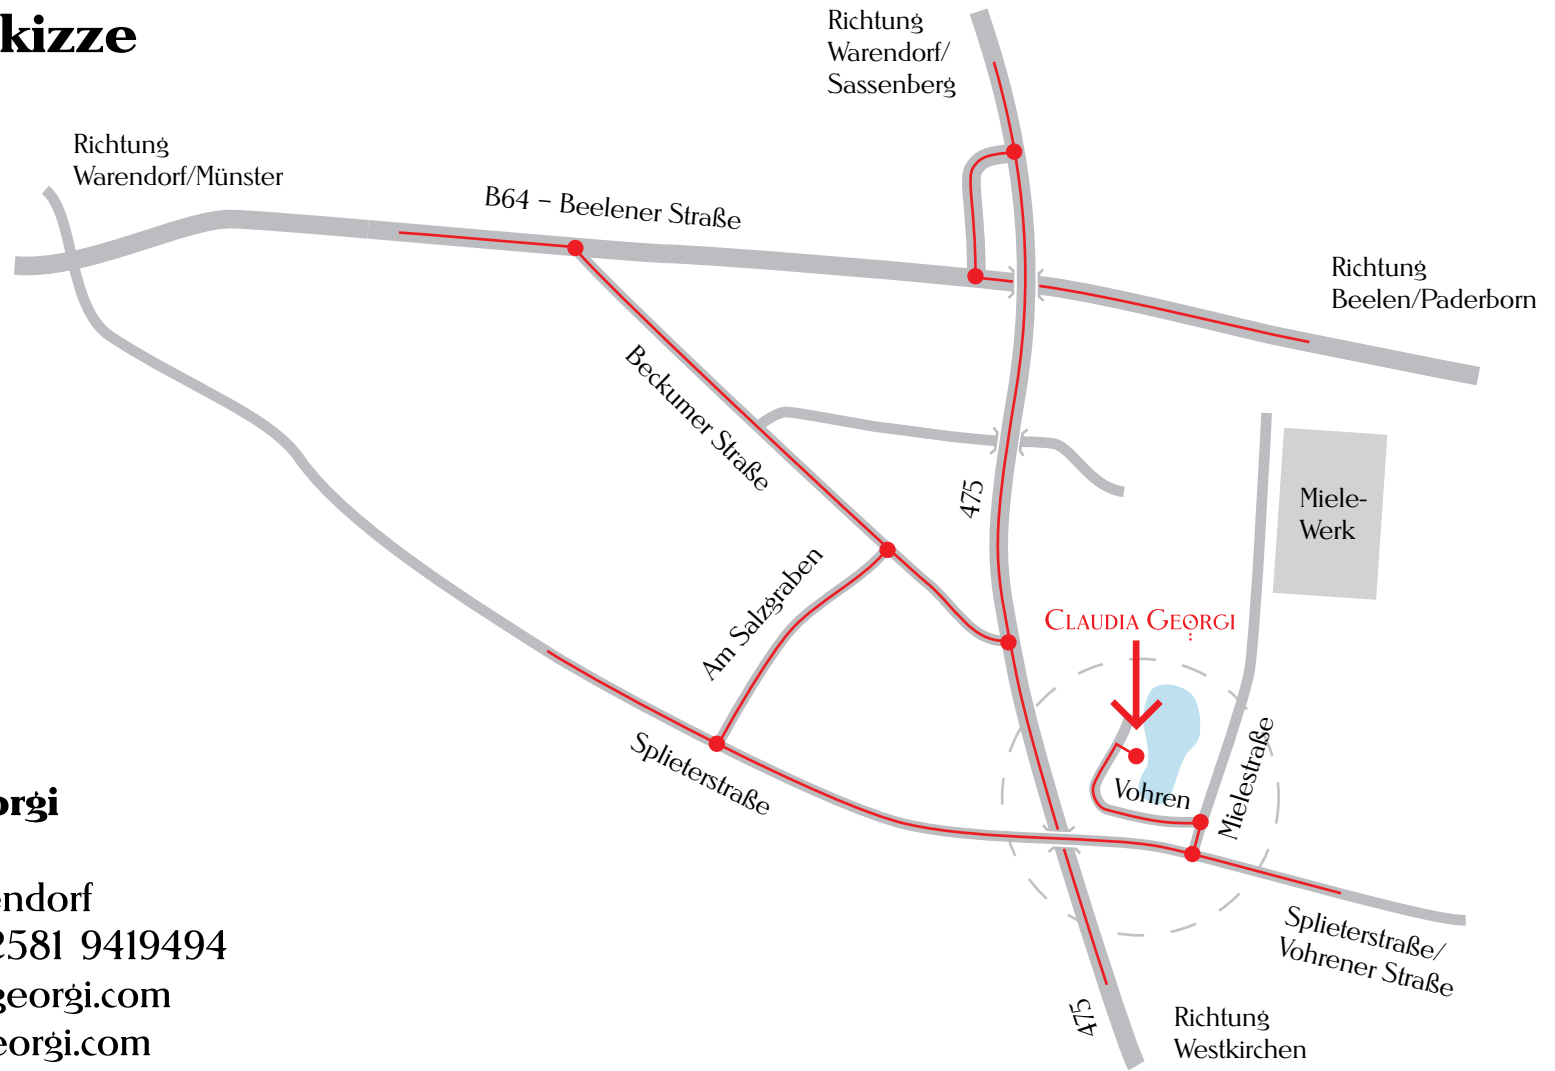 kizze
Richtung
Warendorf/
Sassenberg
Richtung
Warendorf/Münster
B64 – Beelener Straße
Richtung
Beelen/Paderborn
Beckumer Straße
475
Miele-
Werk
Am Salzgraben
CLAUDIA GEORGI
Splieterstraße
Vohren
Mielestraße
orgi
endorf
2581 9419494
georgi.com
eorgi.com
Splieterstraße/
Vohrener Straße
475
Richtung
Westkirchen